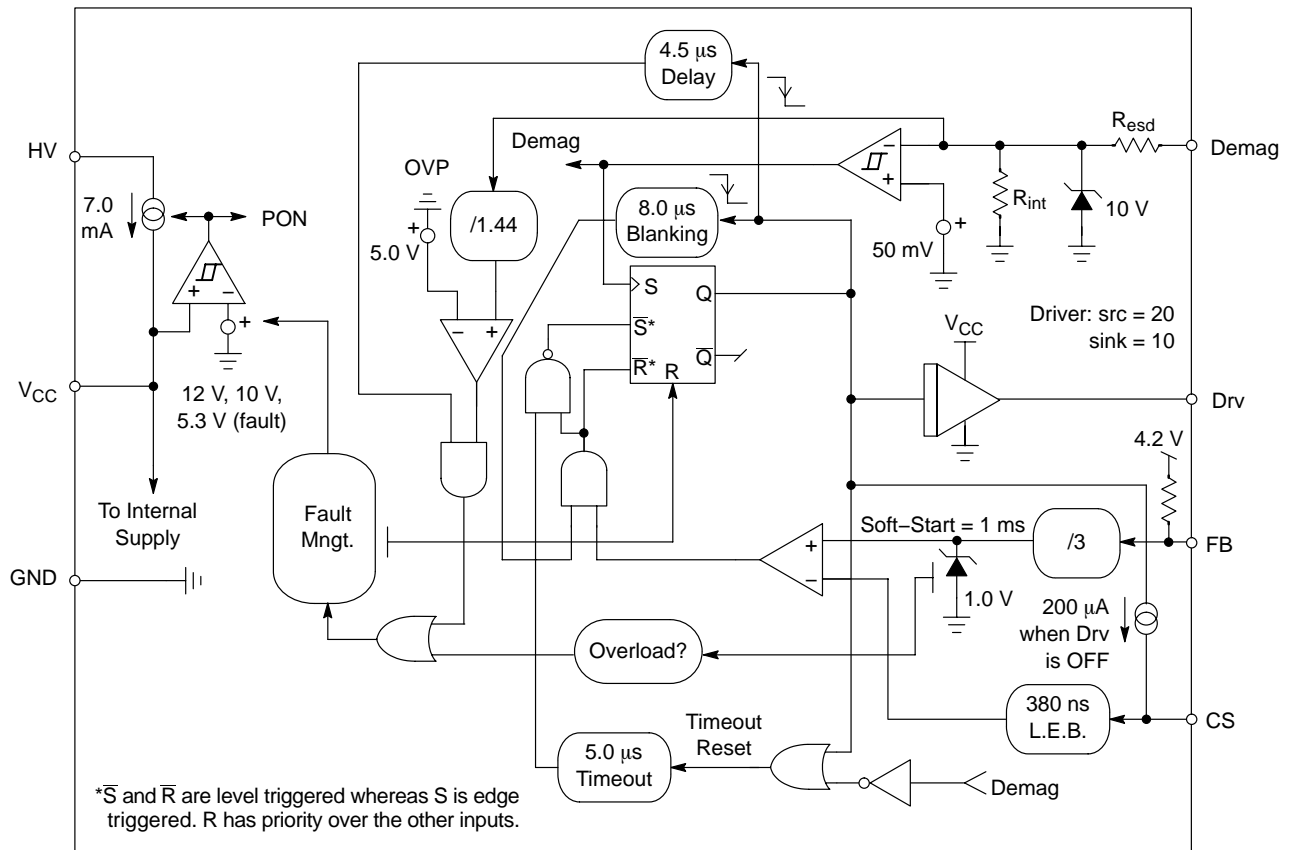 4.5 μs
Delay
HV
7.0
mA
PON
Demag
OVP
+
5.0 V
/1.44
8.0 μs
Blanking
−
+
50 mV
+
R_int
10 V
R_esd
Demag
+
−
+
12 V, 10 V,
5.3 V (fault)
V_CC
− +
S
Q
S̅*
R̅*
Q̅
R
V_CC
Driver: src = 20
sink = 10
Drv
4.2 V
To Internal
Supply
Fault
Mngt.
GND
+
−
Soft−Start = 1 ms
/3
FB
1.0 V
200 μA
when Drv
is OFF
Overload?
380 ns
L.E.B.
CS
5.0 μs
Timeout
Timeout
Reset
Demag
*S̅ and R̅ are level triggered whereas S is edge
triggered. R has priority over the other inputs.